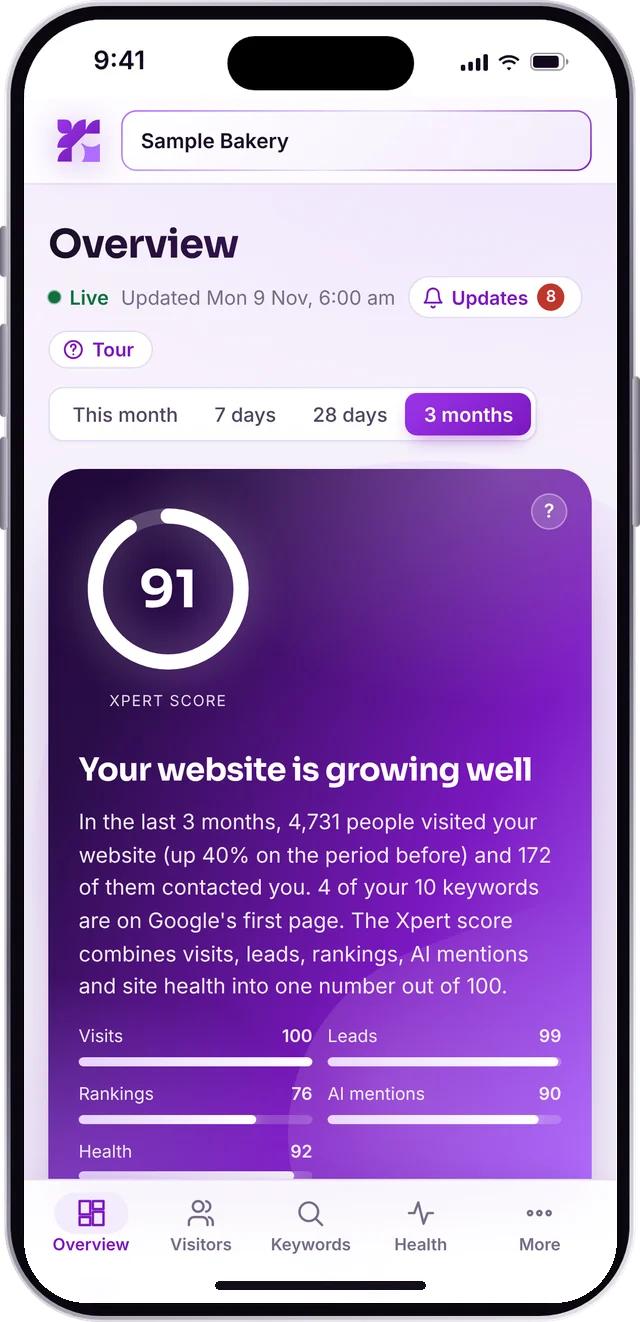 9:41
Sample Bakery
Overview
Live Updated Mon 9 Nov, 6:00 am Updates 8
? Tour
This month 7 days 28 days 3 months
?
91
XPERT SCORE
Your website is growing well
In the last 3 months, 4,731 people visited your
website (up 40% on the period before) and 172
of them contacted you. 4 of your 10 keywords
are on Google's first page. The Xpert score
combines visits, leads, rankings, AI mentions
and site health into one number out of 100.
Visits 100 Leads 99
Rankings 76 AI mentions 90
Health 92
Overview Visitors Keywords Health More